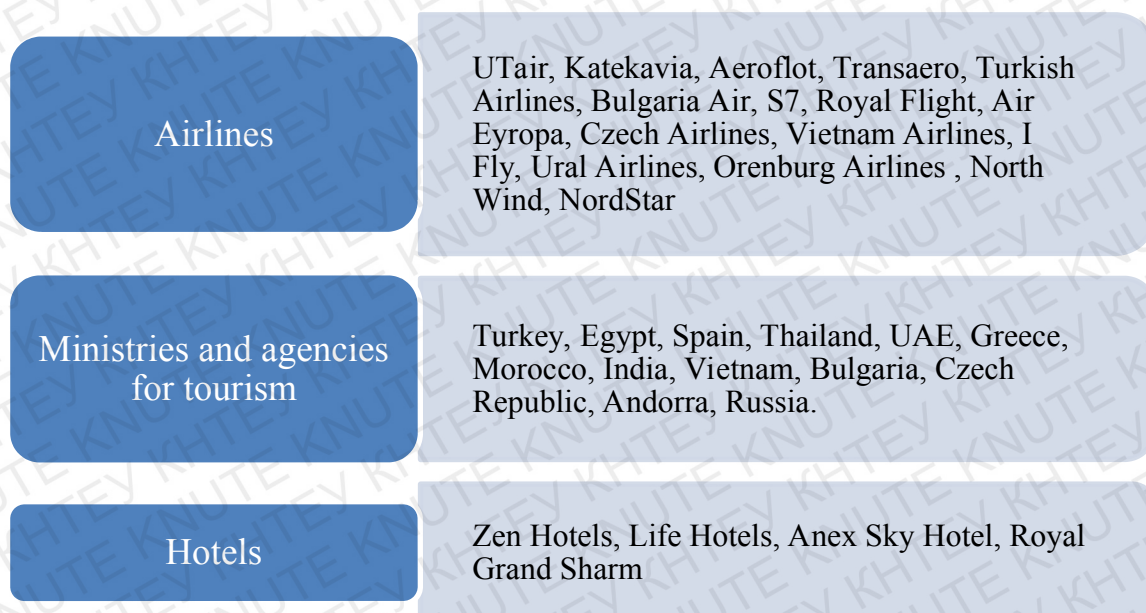 Airlines
UTair, Katekavia, Aeroflot, Transaero, Turkish
Airlines, Bulgaria Air, S7, Royal Flight, Air
Eyropa, Czech Airlines, Vietnam Airlines, I
Fly, Ural Airlines, Orenburg Airlines , North
Wind, NordStar
Ministries and agencies
for tourism
Turkey, Egypt, Spain, Thailand, UAE, Greece,
Morocco, India, Vietnam, Bulgaria, Czech
Republic, Andorra, Russia.
Hotels
Zen Hotels, Life Hotels, Anex Sky Hotel, Royal
Grand Sharm